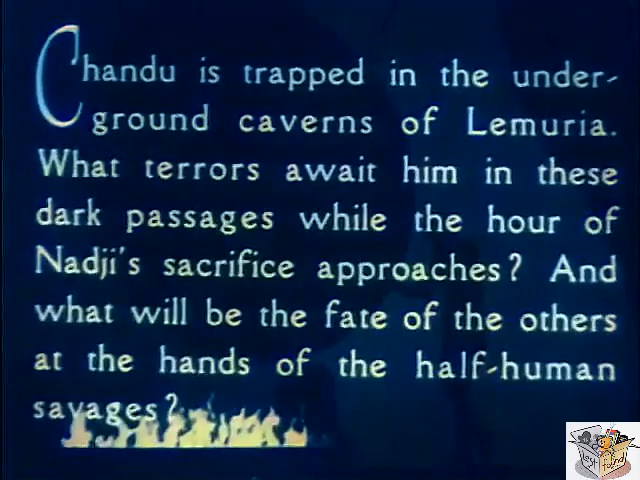 Chandu is trapped in the under-
ground caverns of Lemuria.
What terrors await him in these
dark passages while the hour of
Nadji's sacrifice approaches? And
what will be the fate of the others
at the hands of the half-human
savages?
lost
found